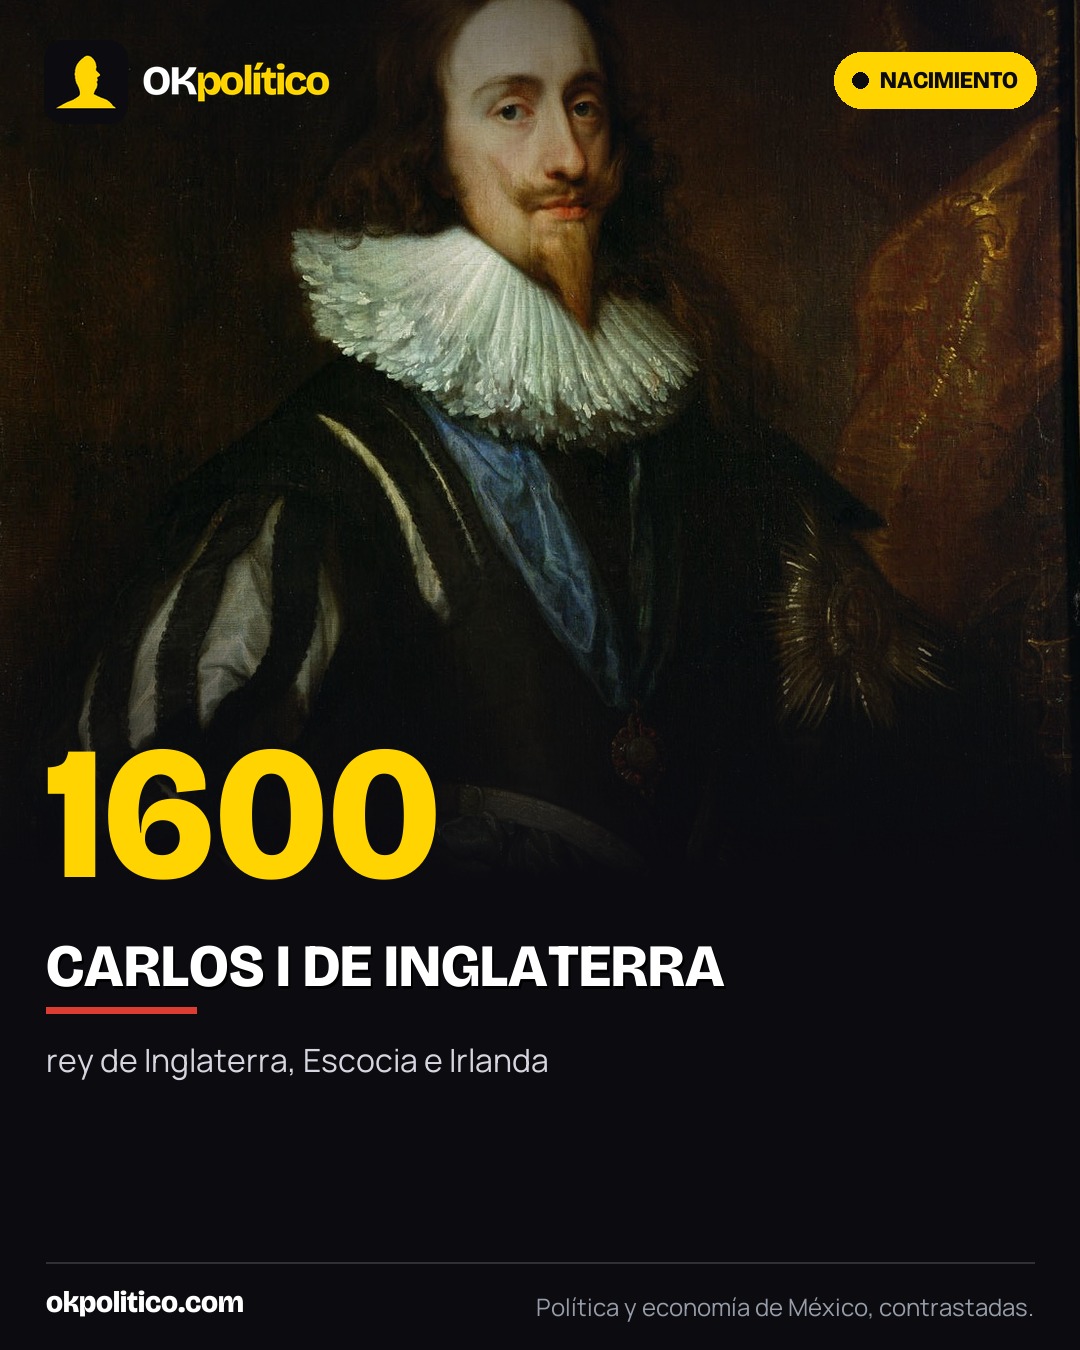 OKpolítico
NACIMIENTO
1600
CARLOS I DE INGLATERRA
rey de Inglaterra, Escocia e Irlanda
okpolitico.com
Política y economía de México, contrastadas.